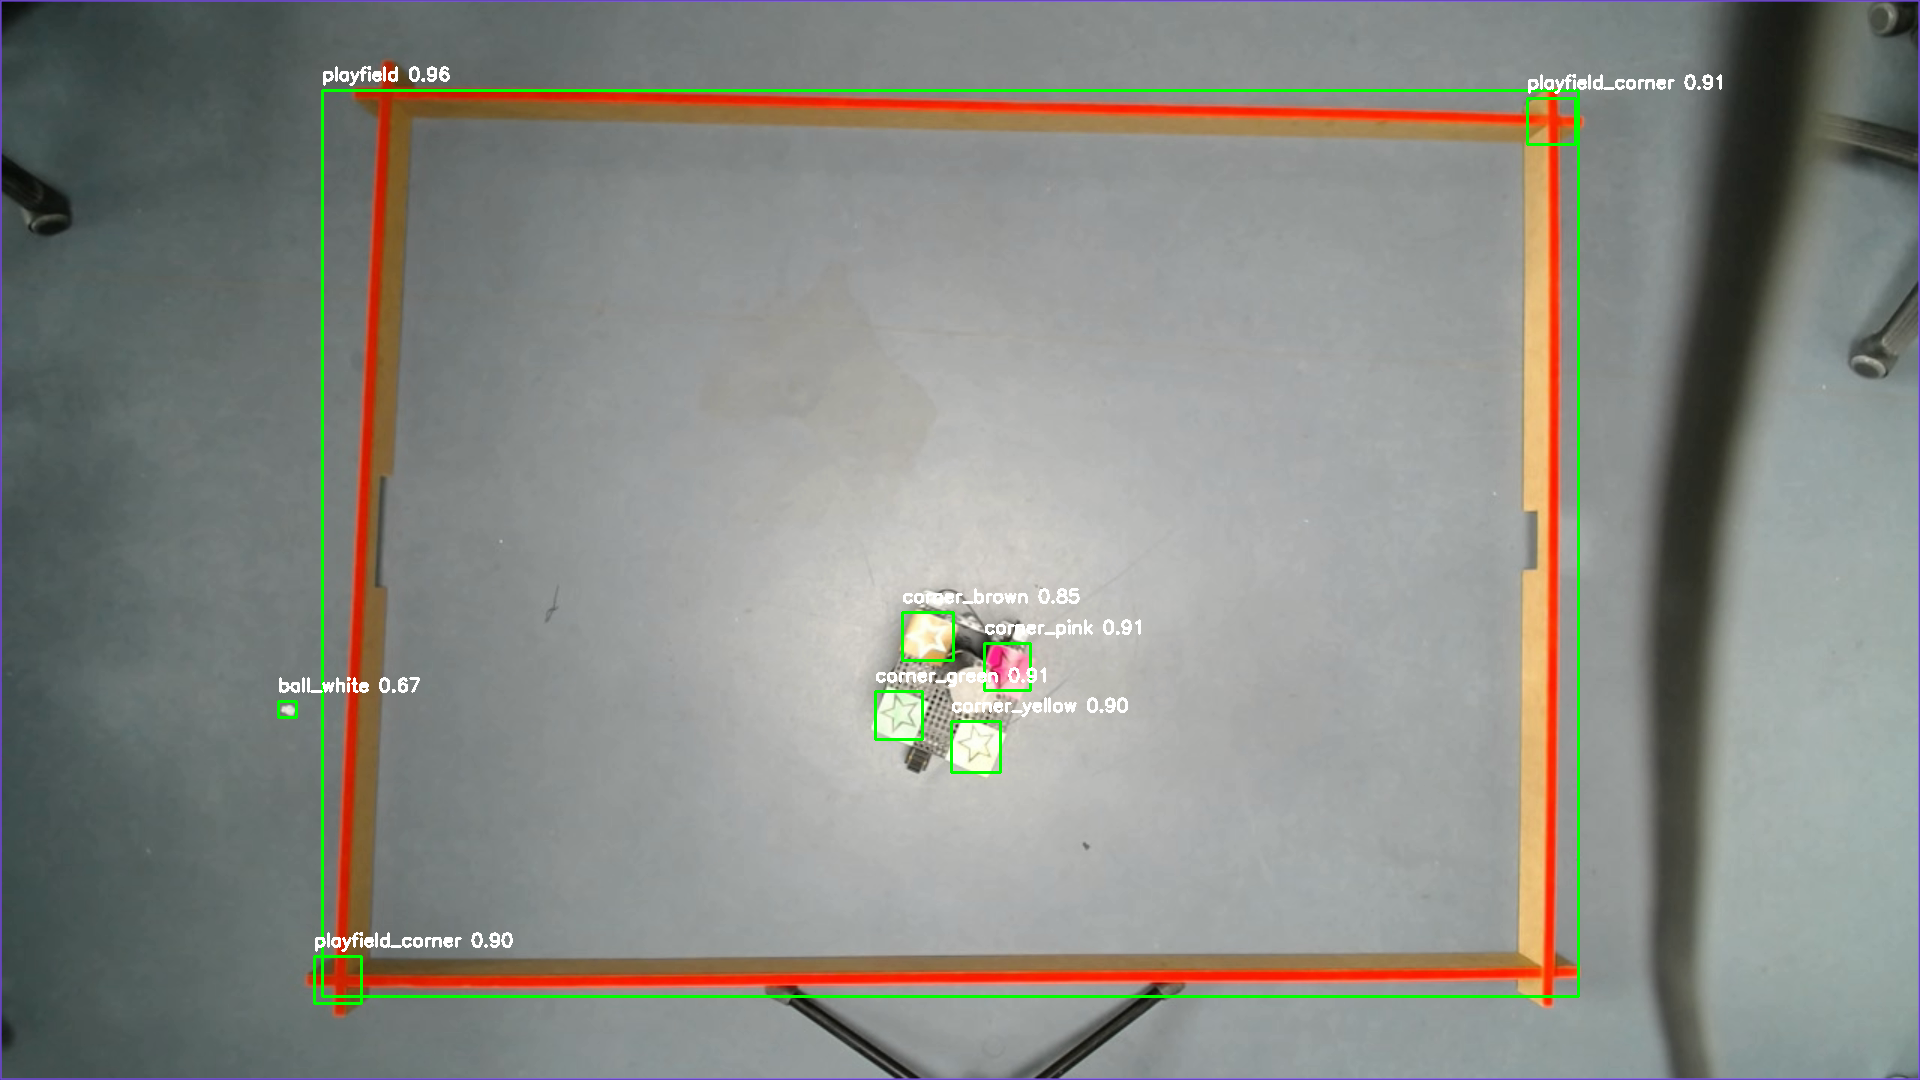 playfield 0.96
playfield_corner 0.91
corner_brown 0.85
corner_pink 0.91
corner_green 0.91
ball_white 0.67
corner_yellow 0.90
playfield_corner 0.90